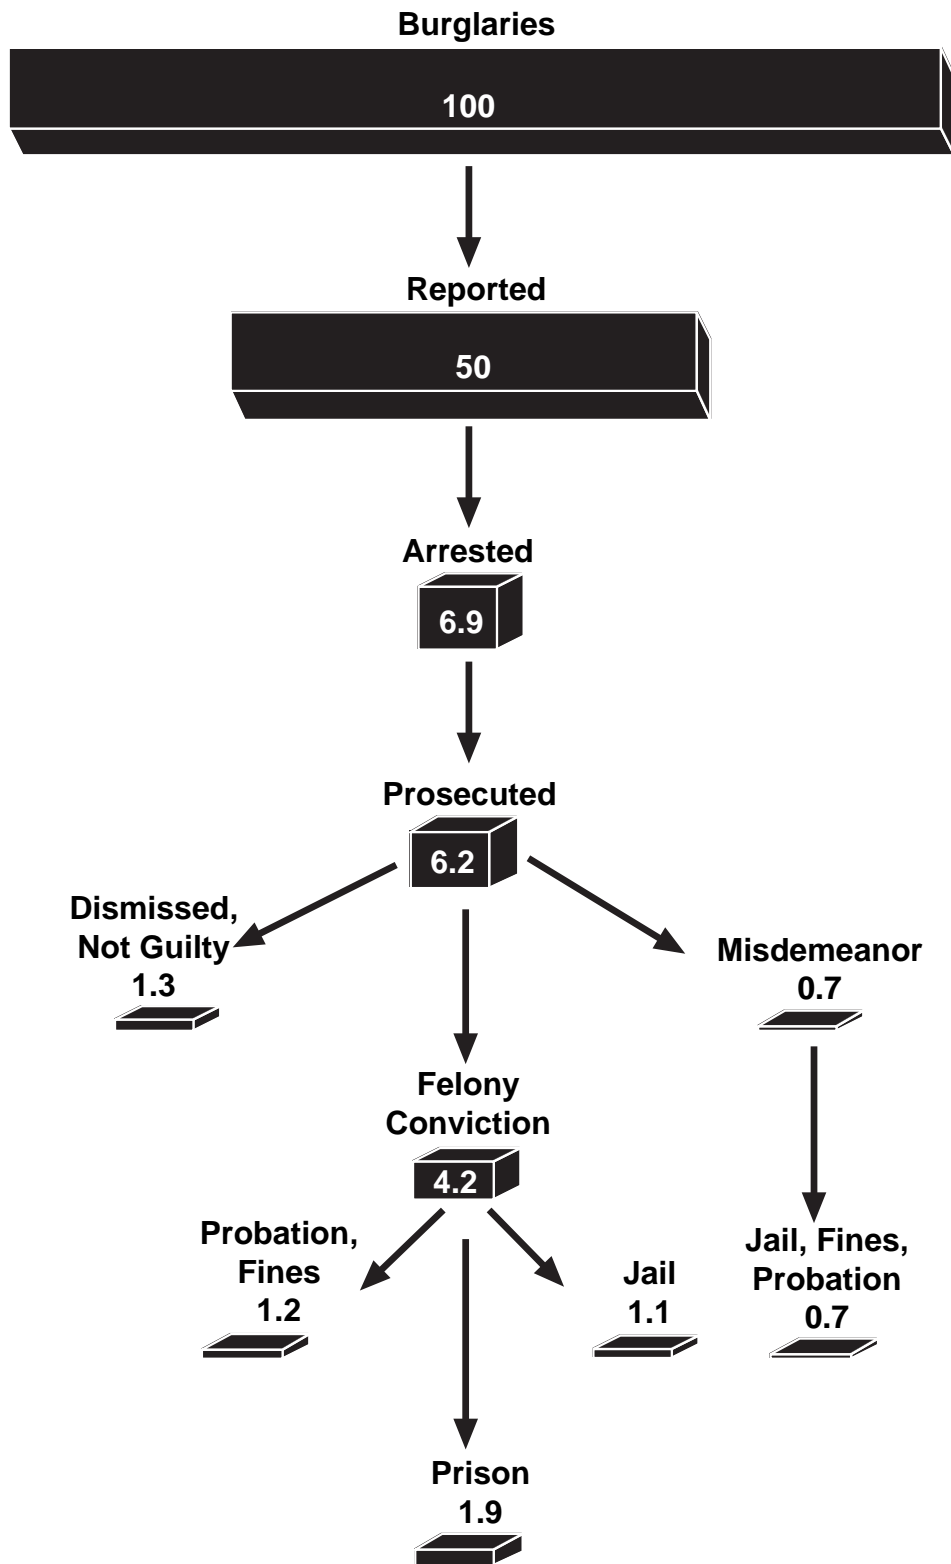 Burglaries
100
Reported
50
Arrested
6.9
Prosecuted
6.2
Dismissed,
Not Guilty
1.3
Misdemeanor
0.7
Felony
Conviction
4.2
Probation,
Fines
1.2
Jail
1.1
Jail, Fines,
Probation
0.7
Prison
1.9